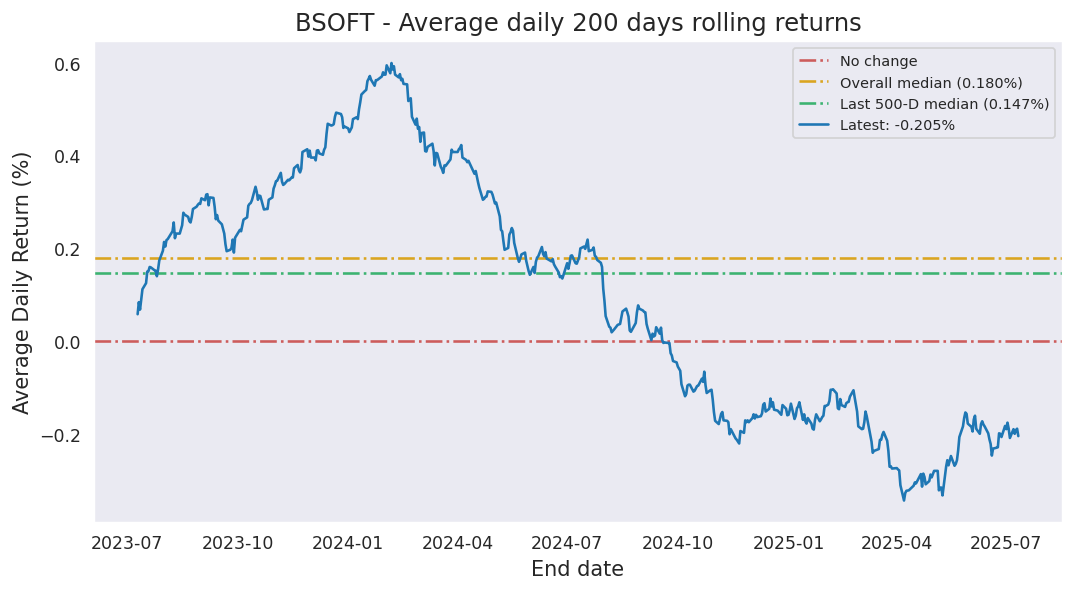 BSOFT - Average daily 200 days rolling returns
No change
Overall median (0.180%)
Last 500-D median (0.147%)
Latest: -0.205%
Average Daily Return (%)
0.6
0.4
0.2
0.0
−0.2
2023-07 2023-10 2024-01 2024-04 2024-07 2024-10 2025-01 2025-04 2025-07
End date